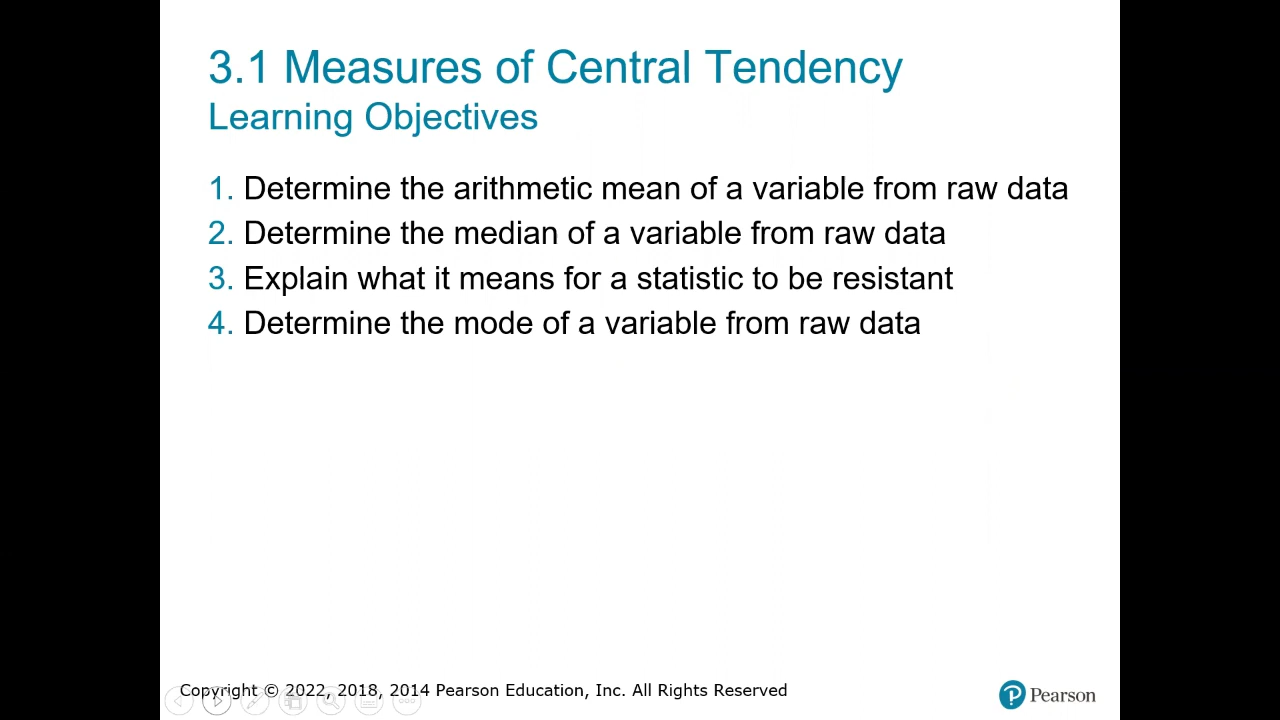 3.1 Measures of Central Tendency
Learning Objectives
1. Determine the arithmetic mean of a variable from raw data
2. Determine the median of a variable from raw data
3. Explain what it means for a statistic to be resistant
4. Determine the mode of a variable from raw data
Copyright © 2022, 2018, 2014 Pearson Education, Inc. All Rights Reserved
Pearson